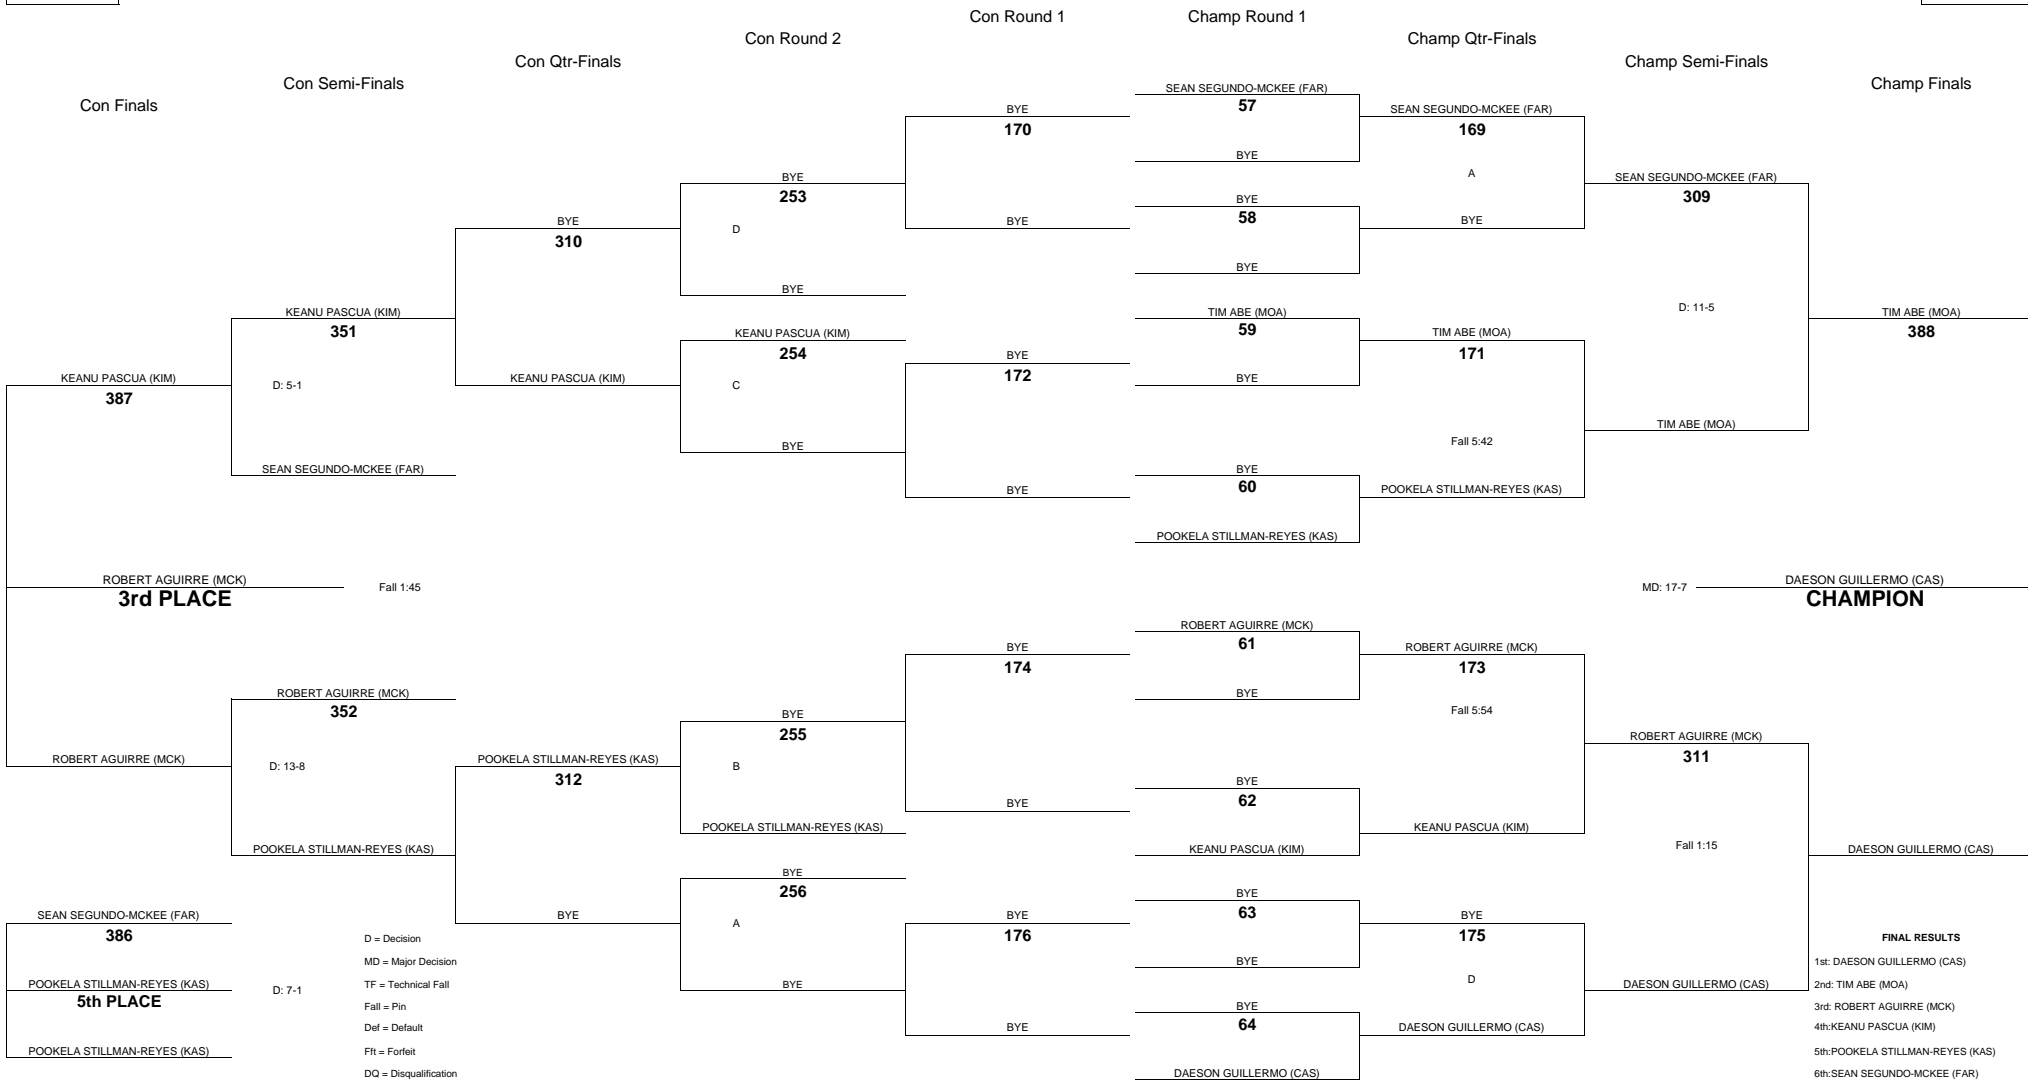 Con Round 1
Champ Round 1
Con Round 2
Champ Qtr-Finals
Con Qtr-Finals
Champ Semi-Finals
Con Semi-Finals
Champ Finals
Con Finals
KEANU PASCUA (KIM)
387
ROBERT AGUIRRE (MCK)
3rd PLACE
Fall 1:45
ROBERT AGUIRRE (MCK)
SEAN SEGUNDO-MCKEE (FAR)
386
POOKELA STILLMAN-REYES (KAS)
5th PLACE
D: 7-1
POOKELA STILLMAN-REYES (KAS)
KEANU PASCUA (KIM)
351
D: 5-1
SEAN SEGUNDO-MCKEE (FAR)
ROBERT AGUIRRE (MCK)
352
D: 13-8
POOKELA STILLMAN-REYES (KAS)
D = Decision
MD = Major Decision
TF = Technical Fall
Fall = Pin
Def = Default
Fft = Forfeit
DQ = Disqualification
BYE
310
KEANU PASCUA (KIM)
POOKELA STILLMAN-REYES (KAS)
312
BYE
BYE
253
D
BYE
KEANU PASCUA (KIM)
254
C
BYE
BYE
255
B
POOKELA STILLMAN-REYES (KAS)
BYE
256
A
BYE
BYE
170
BYE
BYE
172
BYE
BYE
174
BYE
BYE
176
BYE
SEAN SEGUNDO-MCKEE (FAR)
57
BYE
BYE
58
BYE
TIM ABE (MOA)
59
BYE
BYE
60
POOKELA STILLMAN-REYES (KAS)
ROBERT AGUIRRE (MCK)
61
BYE
BYE
62
KEANU PASCUA (KIM)
BYE
63
BYE
BYE
64
DAESON GUILLERMO (CAS)
SEAN SEGUNDO-MCKEE (FAR)
169
A
BYE
TIM ABE (MOA)
171
Fall 5:42
POOKELA STILLMAN-REYES (KAS)
ROBERT AGUIRRE (MCK)
173
Fall 5:54
KEANU PASCUA (KIM)
BYE
175
D
DAESON GUILLERMO (CAS)
SEAN SEGUNDO-MCKEE (FAR)
309
D: 11-5
TIM ABE (MOA)
ROBERT AGUIRRE (MCK)
311
Fall 1:15
DAESON GUILLERMO (CAS)
TIM ABE (MOA)
388
MD: 17-7
DAESON GUILLERMO (CAS)
CHAMPION
DAESON GUILLERMO (CAS)
FINAL RESULTS
1st: DAESON GUILLERMO (CAS)
2nd: TIM ABE (MOA)
3rd: ROBERT AGUIRRE (MCK)
4th:KEANU PASCUA (KIM)
5th:POOKELA STILLMAN-REYES (KAS)
6th:SEAN SEGUNDO-MCKEE (FAR)